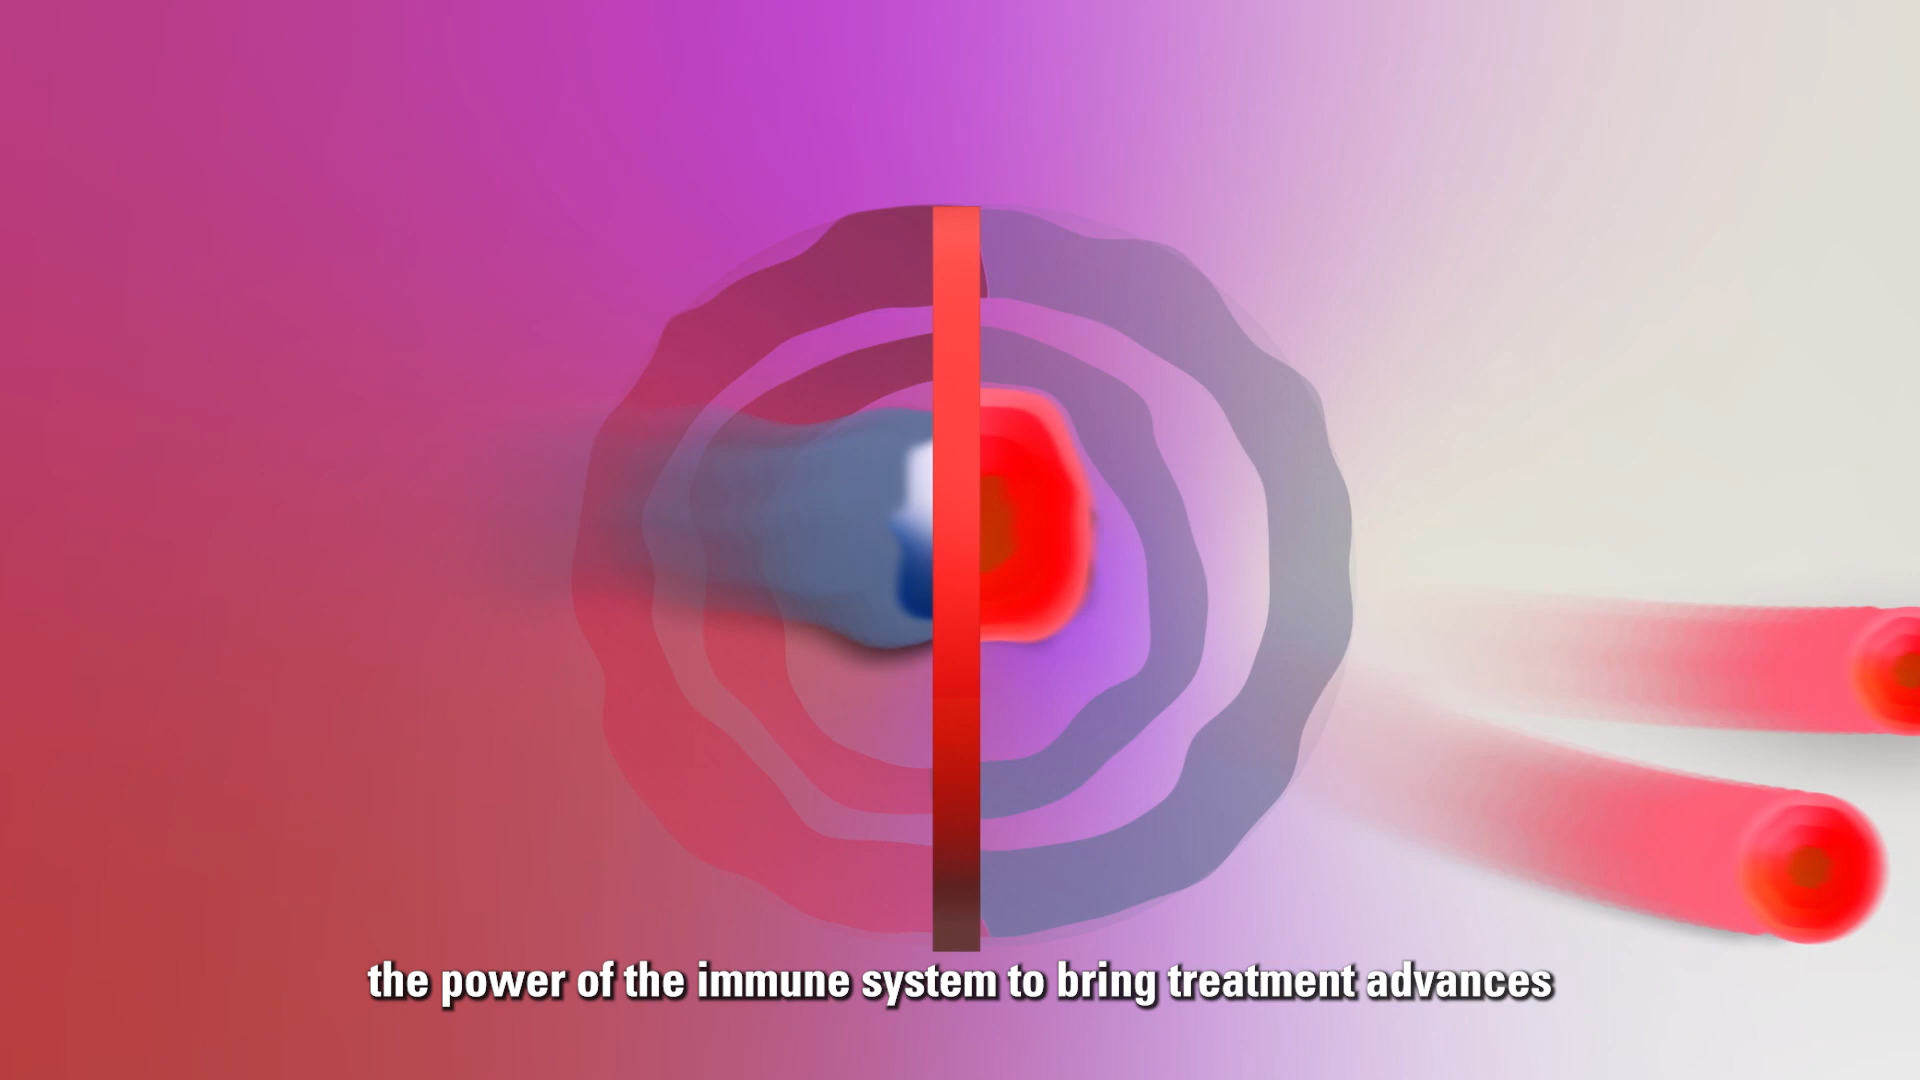 the power of the immune system to bring treatment advances